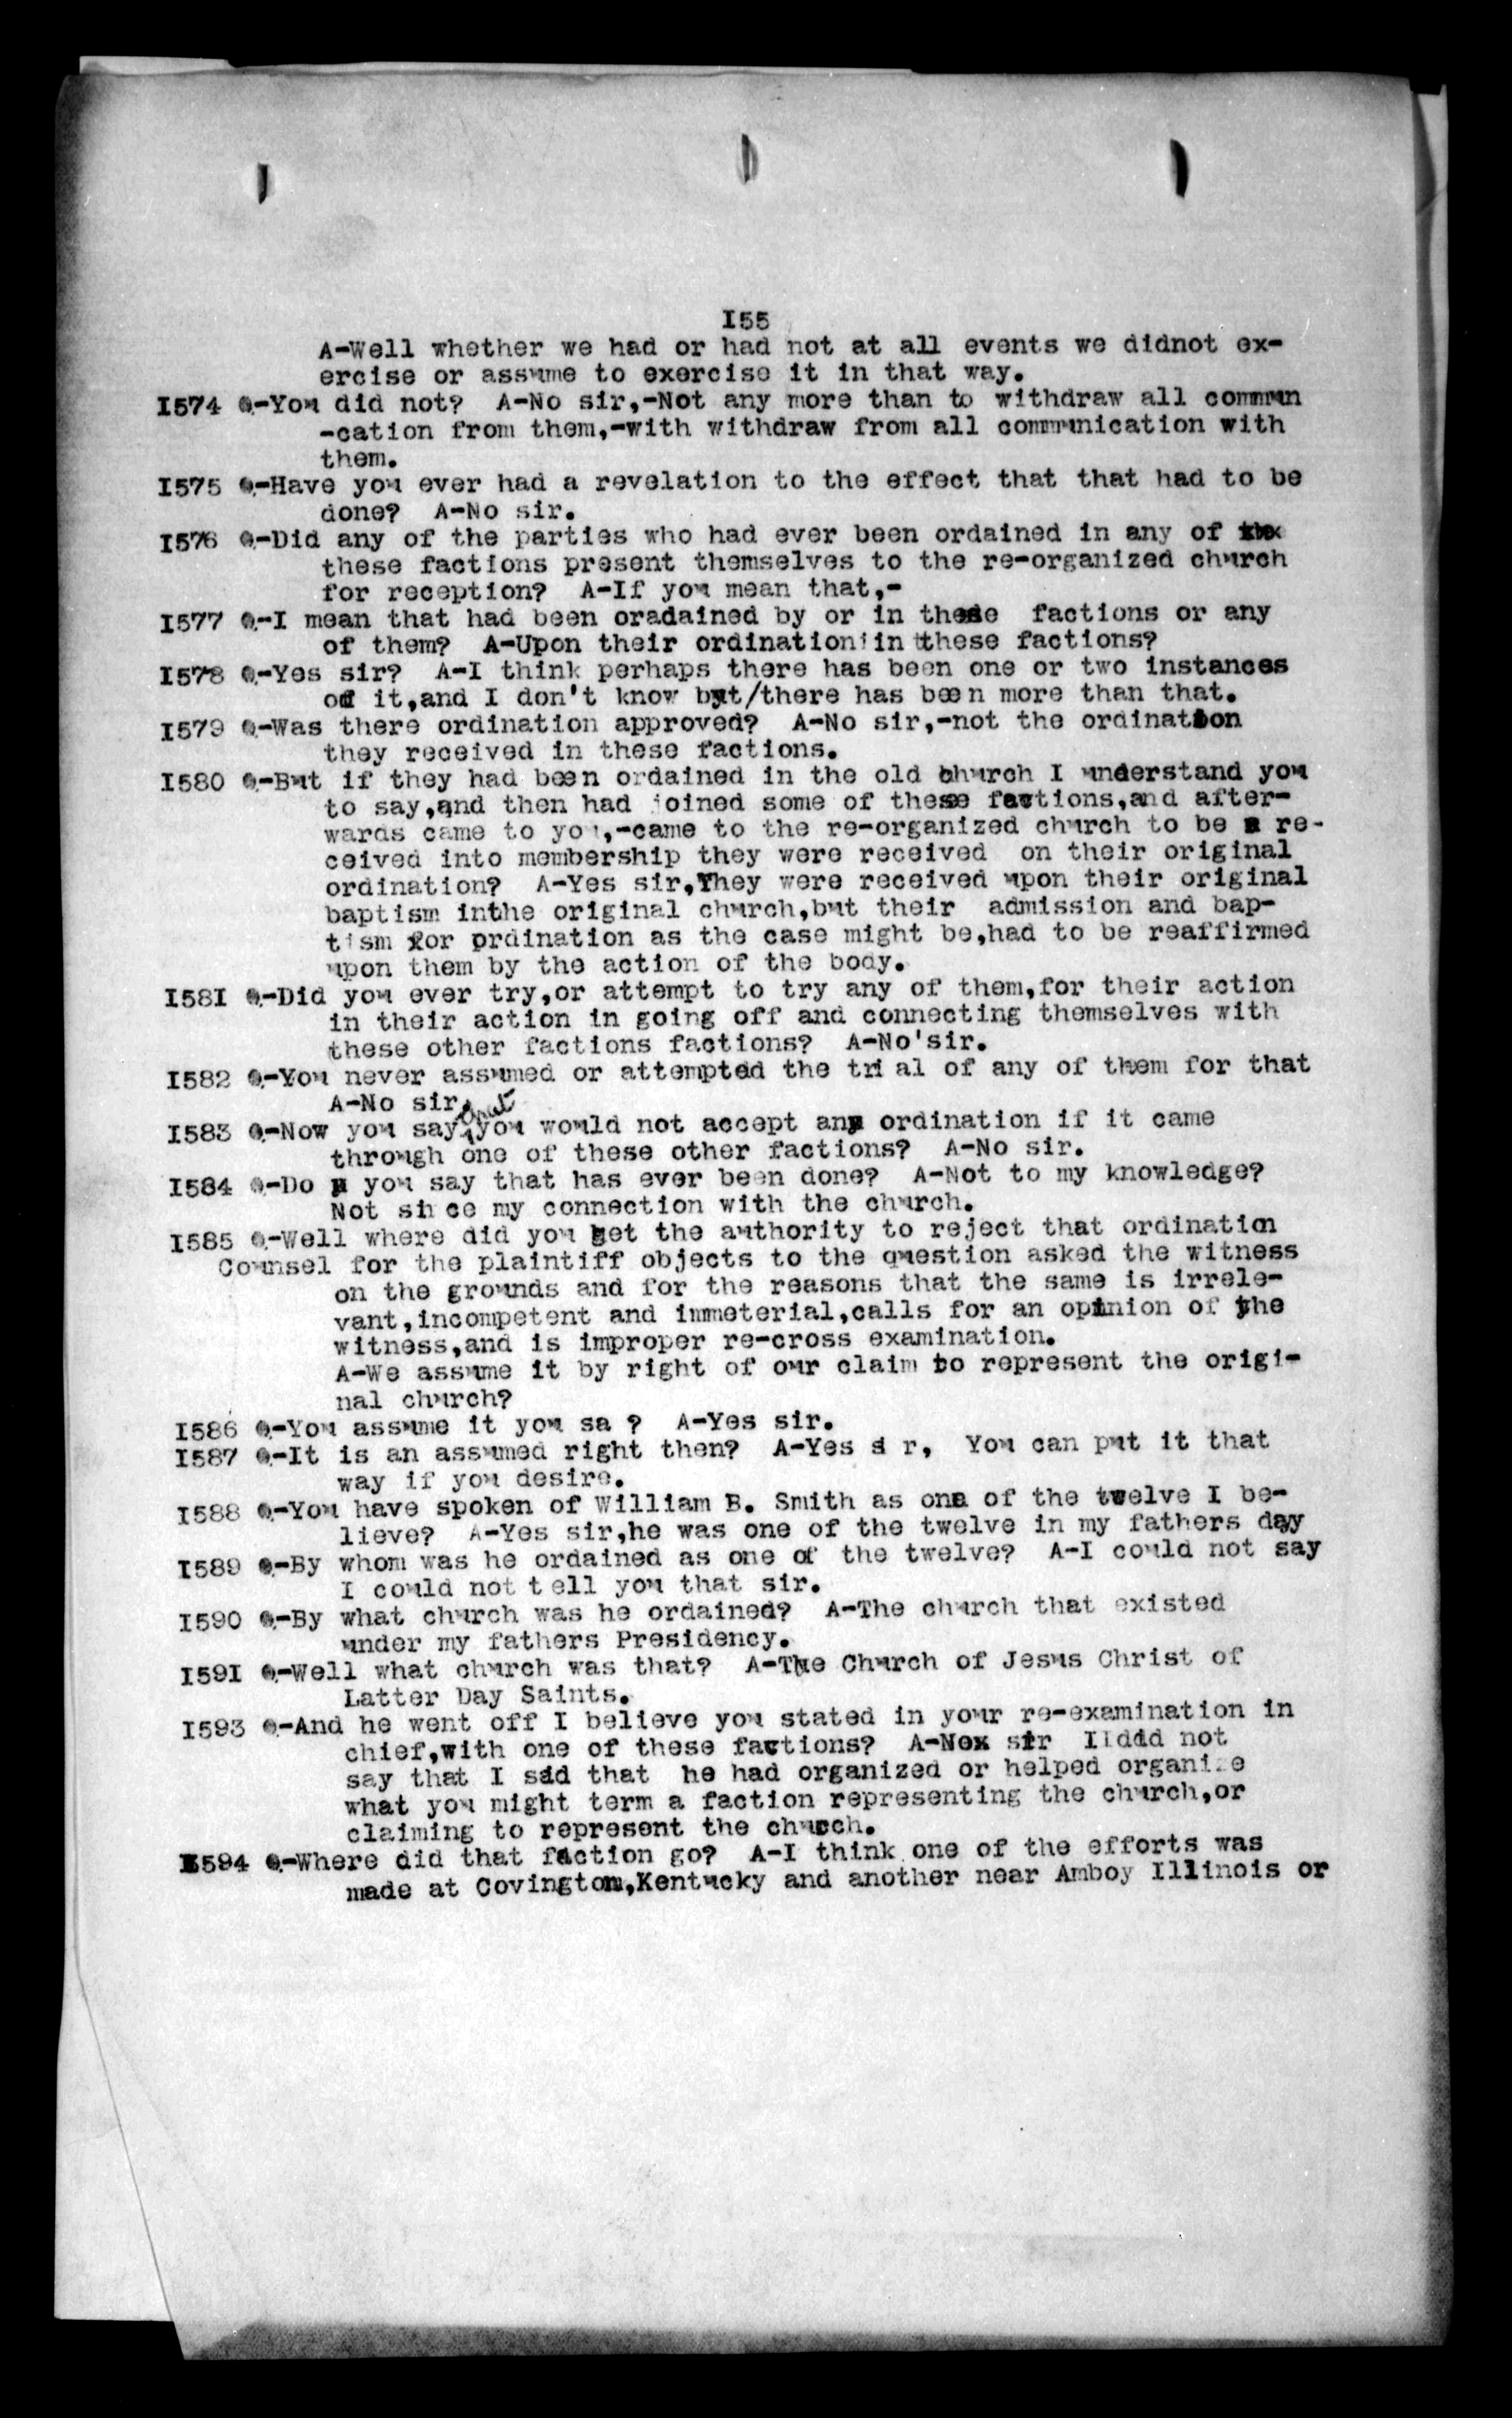 I55
A-Well whether we had or had not at all events we didnot ex-
ercise or assume to exercise it in that way.
I574 Q-You did not? A-No sir,-Not any more than to withdraw all commun
-cation from them,-with withdraw from all communication with
them.
I575 Q-Have you ever had a revelation to the effect that that had to be
done? A-No sir.
I576 Q-Did any of the parties who had ever been ordained in any of thex
these factions present themselves to the re-organized church
for reception? A-If you mean that,-
I577 Q-I mean that had been oradained by or in these factions or any
of them? A-Upon their ordination in these factions?
I578 Q-Yes sir? A-I think perhaps there has been one or two instances
of it,and I don't know but/there has been more than that.
I579 Q-Was there ordination approved? A-No sir,-not the ordination
they received in these factions.
I580 Q-But if they had been ordained in the old church I understand you
to say,and then had joined some of these factions,and after-
wards came to you,-came to the re-organized church to be a re-
ceived into membership they were received on their original
ordination? A-Yes sir,They were received upon their original
baptism inthe original church,but their admission and bap-
tism for ordination as the case might be,had to be reaffirmed
upon them by the action of the body.
I58I Q-Did you ever try,or attempt to try any of them,for their action
in their action in going off and connecting themselves with
these other factions factions? A-No'sir.
I582 Q-You never assumed or attempted the trial of any of them for that
A-No sir.
I583 Q-Now you say that you would not accept any ordination if it came
through one of these other factions? A-No sir.
I584 Q-Do you say that has ever been done? A-Not to my knowledge?
Not since my connection with the church.
I585 Q-Well where did you get the authority to reject that ordination
Counsel for the plaintiff objects to the question asked the witness
on the grounds and for the reasons that the same is irrele-
vant,incompetent and immeterial,calls for an opinion of the
witness,and is improper re-cross examination.
A-We assume it by right of our claim to represent the origi-
nal church?
I586 Q-You assume it you sa ? A-Yes sir.
I587 Q-It is an assumed right then? A-Yes s r, You can put it that
way if you desire.
I588 Q-You have spoken of William B. Smith as one of the twelve I be-
lieve? A-Yes sir,he was one of the twelve in my fathers day
I589 Q-By whom was he ordained as one of the twelve? A-I could not say
I could not tell you that sir.
I590 Q-By what church was he ordained? A-The church that existed
under my fathers Presidency.
I59I Q-Well what church was that? A-The Church of Jesus Christ of
Latter Day Saints.
I593 Q-And he went off I believe you stated in your re-examination in
chief,with one of these factions? A-Nox sir I did not
say that I said that he had organized or helped organize
what you might term a faction representing the church,or
claiming to represent the church.
I594 Q-Where did that faction go? A-I think one of the efforts was
made at Covington,Kentucky and another near Amboy Illinois or